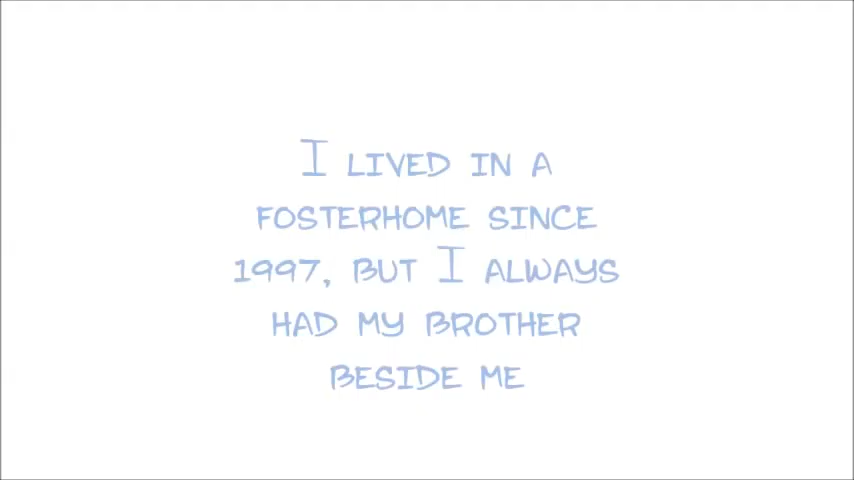 I LIVED IN A
FOSTERHOME SINCE
1997, BUT I ALWAYS
HAD MY BROTHER
BESIDE ME